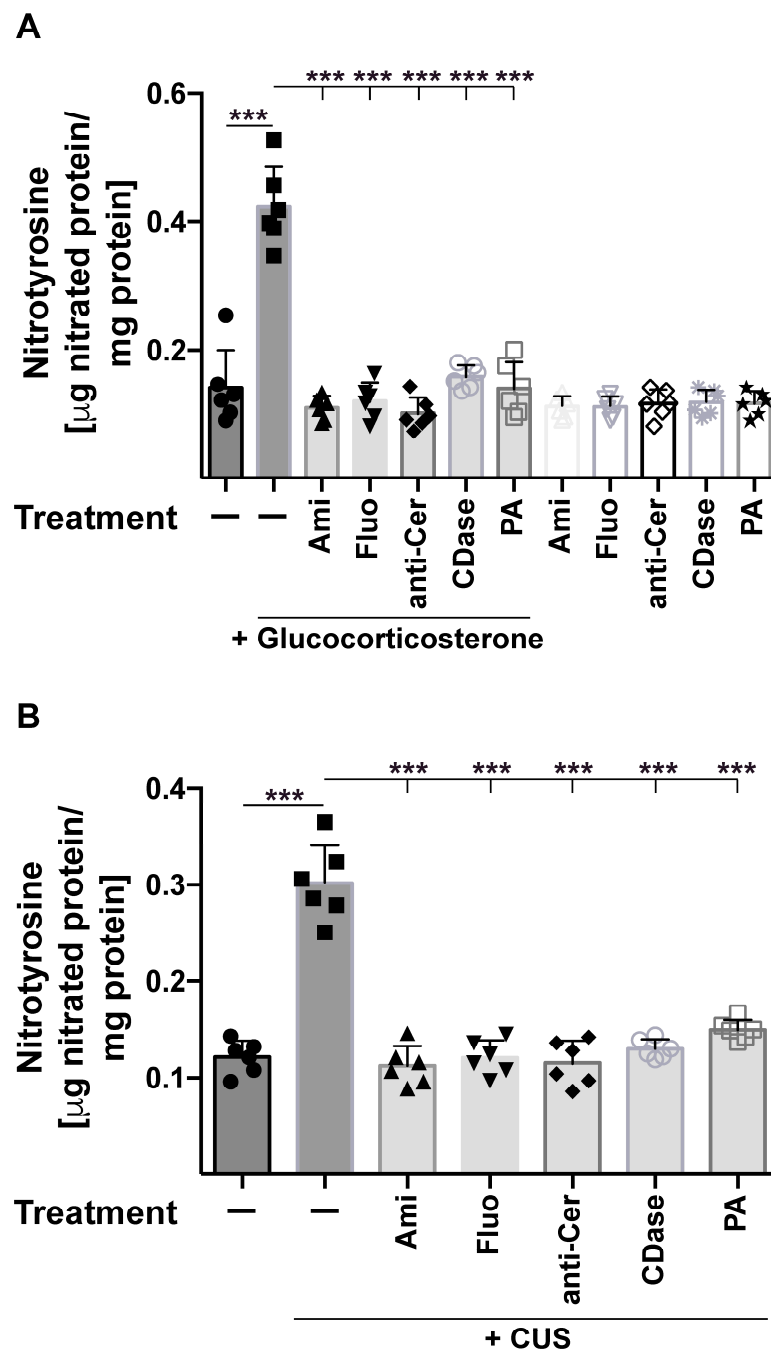 A
*** *** *** *** ***
***
0.6
0.4
0.2
Nitrotyrosine
[µg nitrated protein/
mg protein]
Treatment — — Ami Fluo anti-Cer CDase PA Ami Fluo anti-Cer CDase PA
+ Glucocorticosterone
B
*** *** *** *** ***
***
0.4
0.3
0.2
0.1
Nitrotyrosine
[µg nitrated protein/
mg protein]
Treatment — — Ami Fluo anti-Cer CDase PA
+ CUS